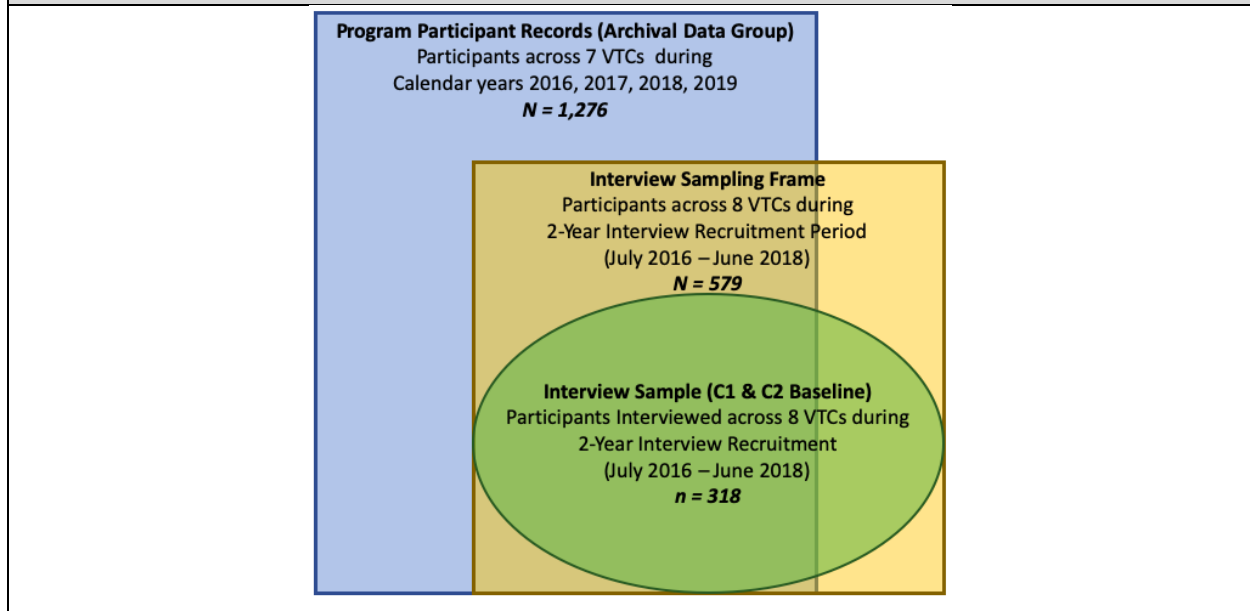 Program Participant Records (Archival Data Group)
Participants across 7 VTCs during
Calendar years 2016, 2017, 2018, 2019
N = 1,276
Interview Sampling Frame
Participants across 8 VTCs during
2-Year Interview Recruitment Period
(July 2016 – June 2018)
N = 579
Interview Sample (C1 & C2 Baseline)
Participants Interviewed across 8 VTCs during
2-Year Interview Recruitment
(July 2016 – June 2018)
n = 318